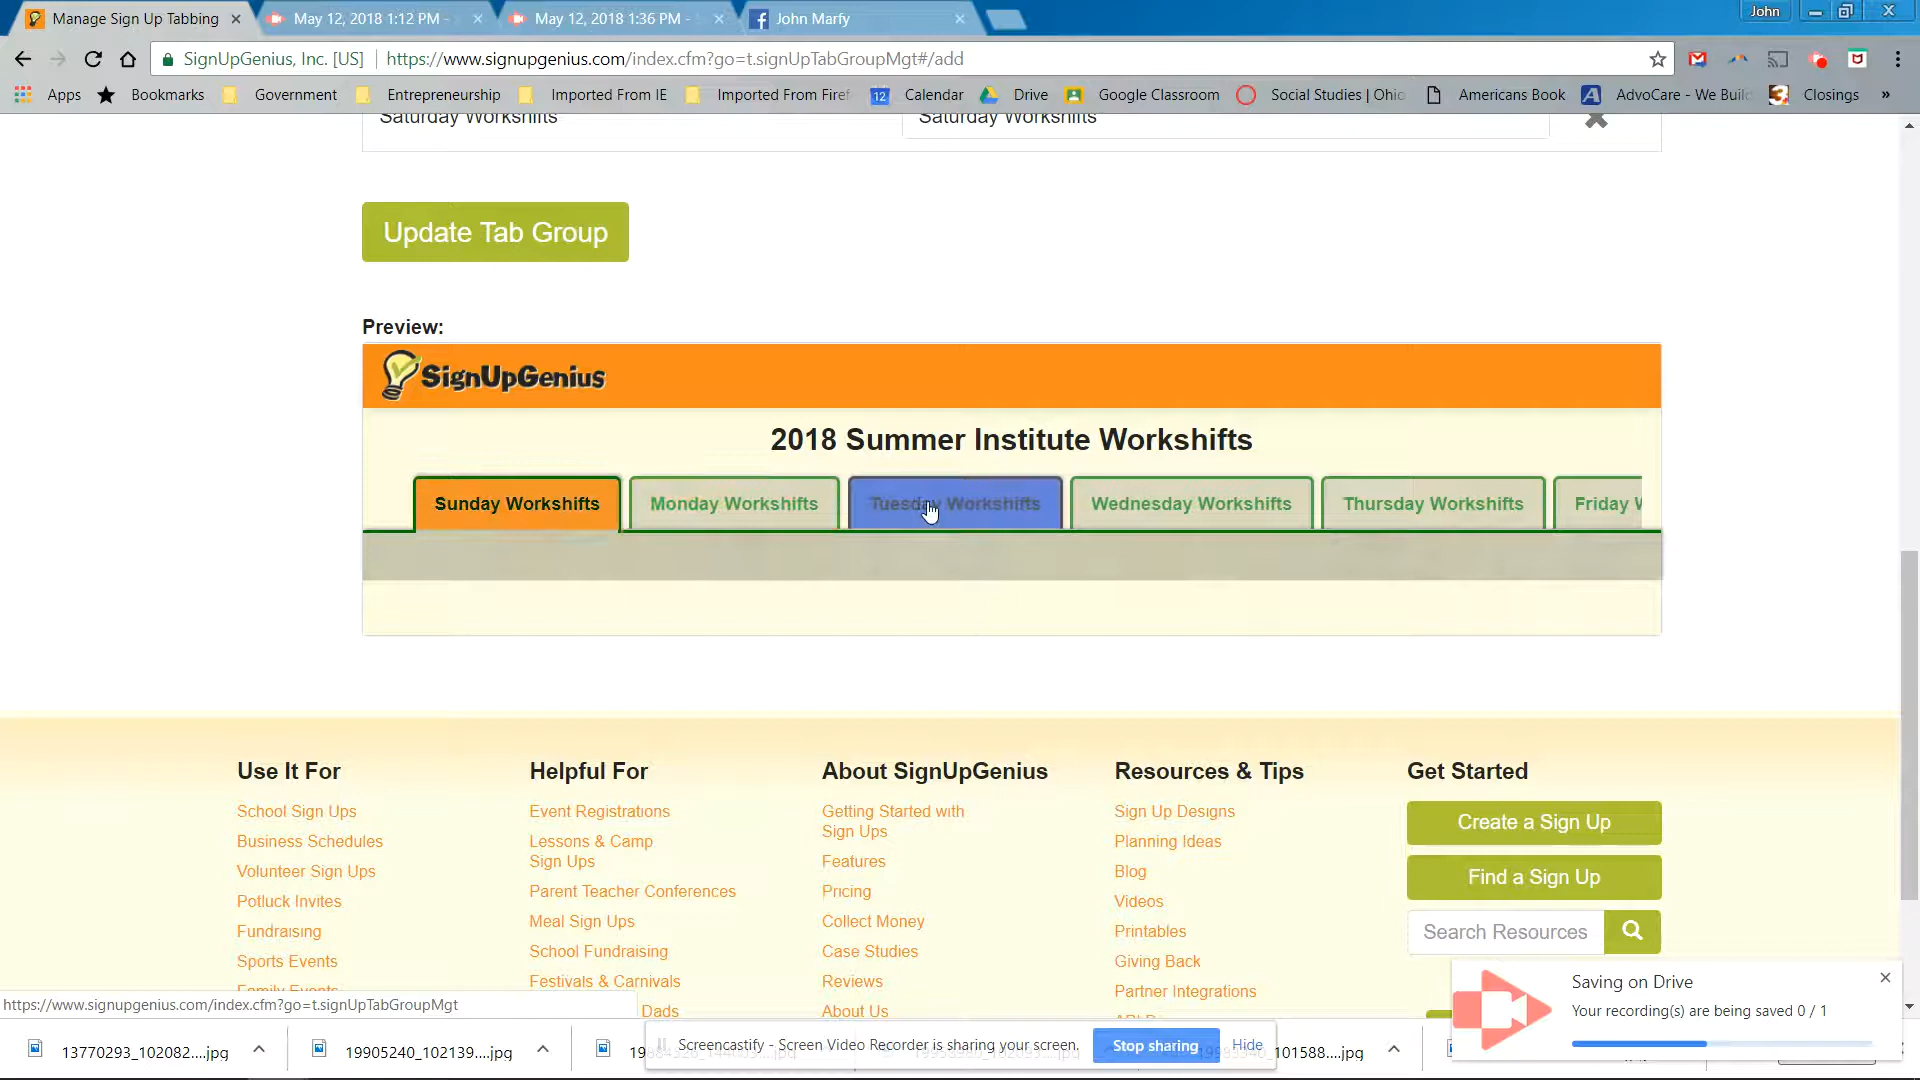 Manage Sign Up Tabbing
May 12, 2018 1:12 PM -
May 12, 2018 1:36 PM -
John Marfy
John
SignUpGenius, Inc. [US]
https://www.signupgenius.com/index.cfm?go=t.signUpTabGroupMgt#/add
Apps
Bookmarks
Government
Entrepreneurship
Imported From IE
Imported From Firef
12
Calendar
Drive
Google Classroom
Social Studies | Ohio
Americans Book
AdvoCare - We Build
Closings
»
Saturday Workshifts
Saturday Workshifts
Update Tab Group
Preview:
SignUpGenius
2018 Summer Institute Workshifts
Sunday Workshifts
Monday Workshifts
Tuesday Workshifts
Wednesday Workshifts
Thursday Workshifts
Friday W
Use It For
School Sign Ups
Business Schedules
Volunteer Sign Ups
Potluck Invites
Fundraising
Sports Events
Family Events
Helpful For
Event Registrations
Lessons & Camp
Sign Ups
Parent Teacher Conferences
Meal Sign Ups
School Fundraising
Festivals & Carnivals
Dads
About SignUpGenius
Getting Started with
Sign Ups
Features
Pricing
Collect Money
Case Studies
Reviews
About Us
Resources & Tips
Sign Up Designs
Planning Ideas
Blog
Videos
Printables
Giving Back
Partner Integrations
Get Started
Create a Sign Up
Find a Sign Up
Search Resources
Saving on Drive
Your recording(s) are being saved 0 / 1
https://www.signupgenius.com/index.cfm?go=t.signUpTabGroupMgt
13770293_102082....jpg
19905240_102139....jpg
Screencastify - Screen Video Recorder is sharing your screen.
Stop sharing
Hide
101588....jpg